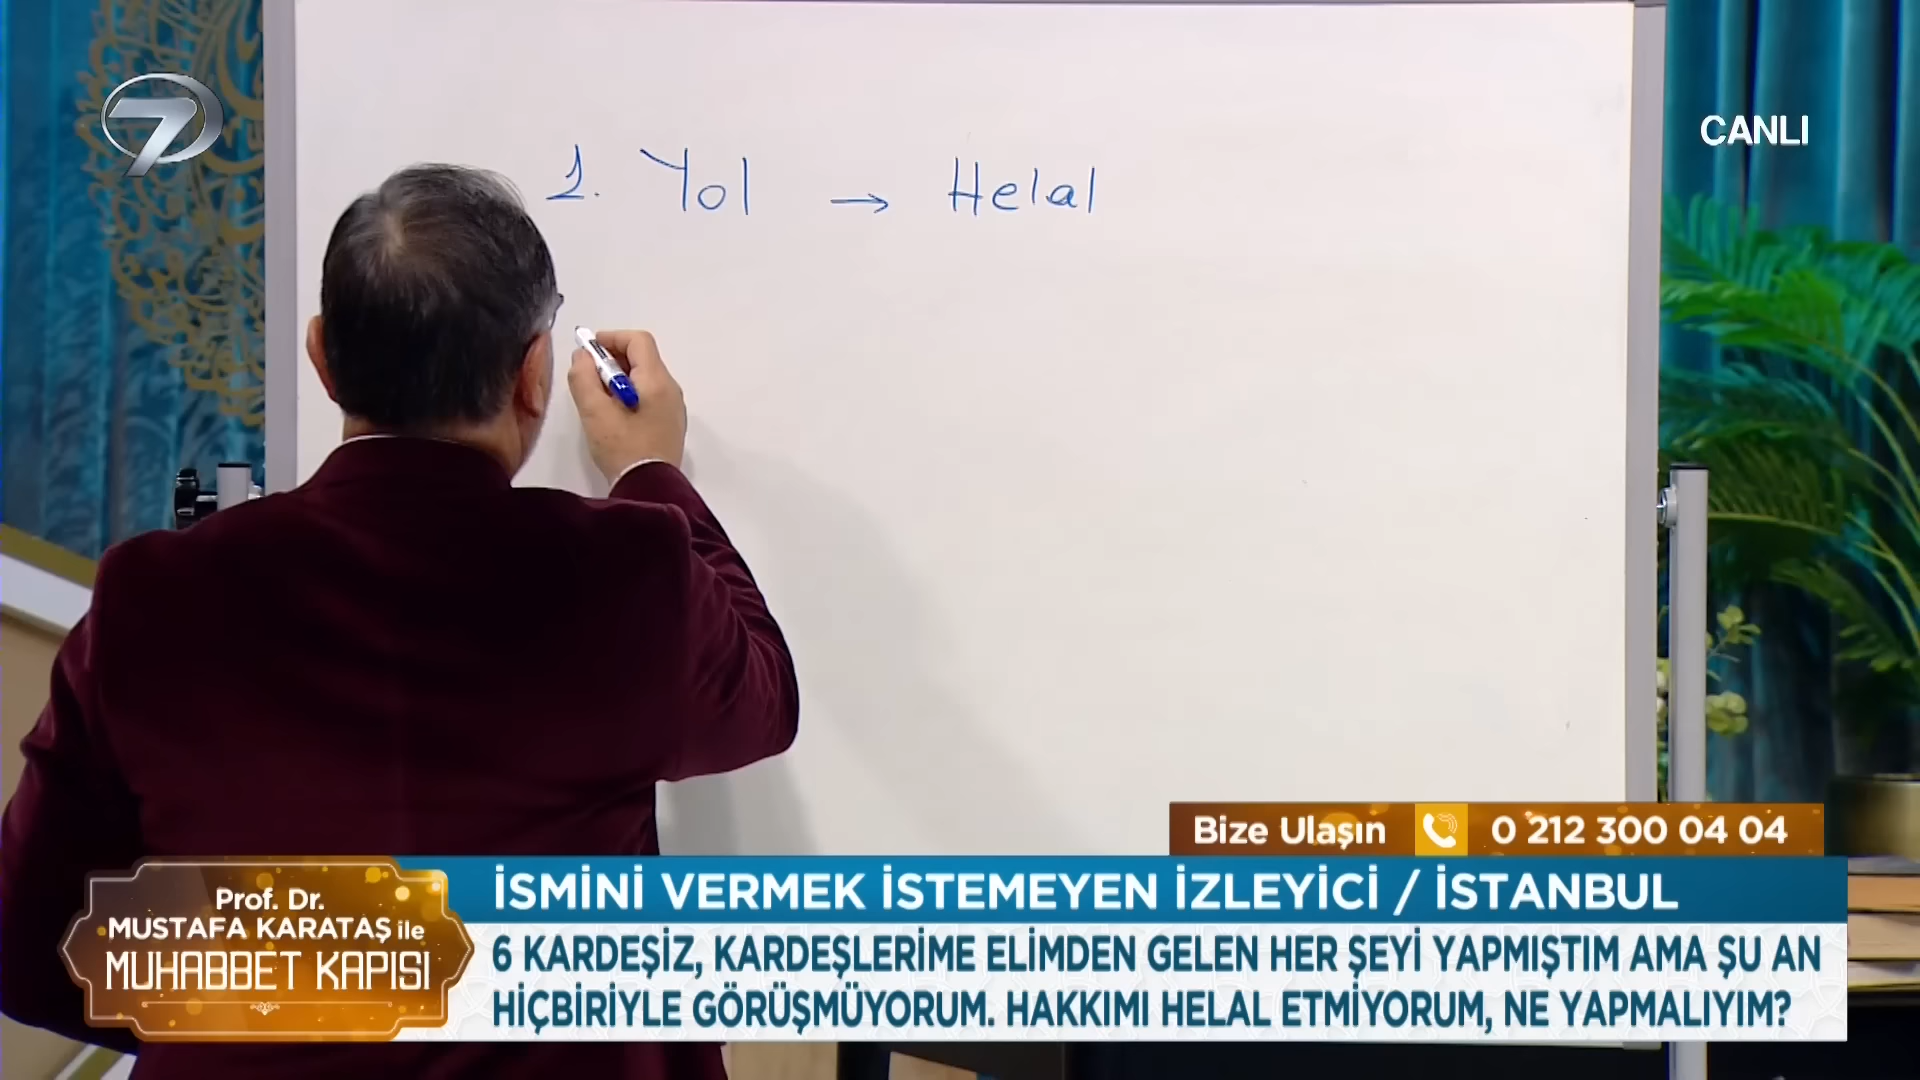 7
CANLI
1. Yol → Helal
Bize Ulaşın 0 212 300 04 04
Prof. Dr.
MUSTAFA KARATAŞ ile
MUHABBET KAPISI
İSMİNİ VERMEK İSTEMEYEN İZLEYİCİ / İSTANBUL
6 KARDEŞİZ, KARDEŞLERİME ELİMDEN GELEN HER ŞEYİ YAPMIŞTIM AMA ŞU AN
HİÇBİRİYLE GÖRÜŞMÜYORUM. HAKKIMI HELAL ETMİYORUM, NE YAPMALIYIM?